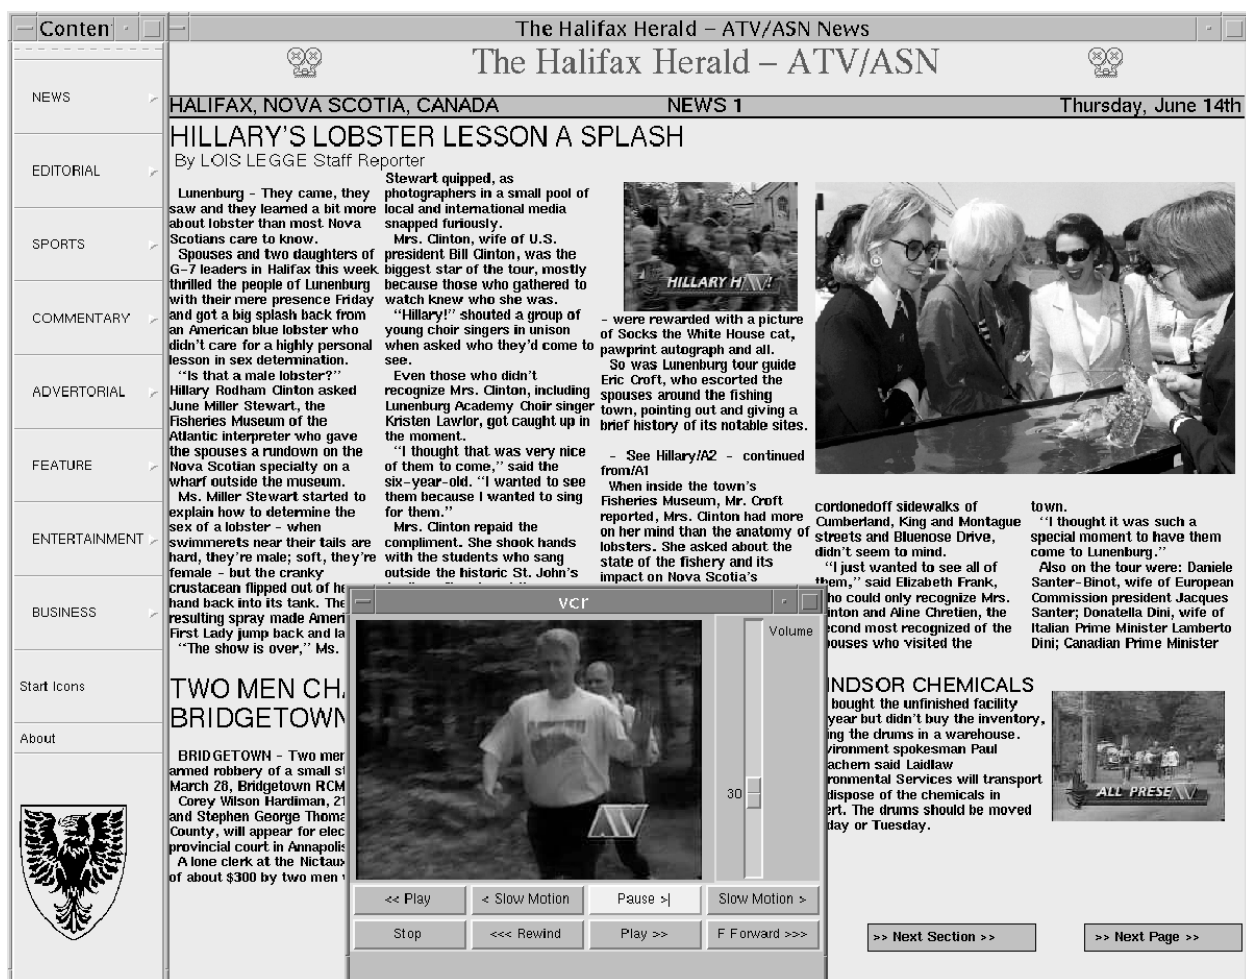 Conten
The Halifax Herald – ATV/ASN News
NEWS
EDITORIAL
SPORTS
COMMENTARY
ADVERTORIAL
FEATURE
ENTERTAINMENT
BUSINESS
Start Icons
About
The Halifax Herald – ATV/ASN
HALIFAX, NOVA SCOTIA, CANADA NEWS 1 Thursday, June 14th
HILLARY'S LOBSTER LESSON A SPLASH
By LOIS LEGGE Staff Reporter
Lunenburg – They came, they
saw and they learned a bit more
about lobster than most Nova
Scotians care to know.
Spouses and two daughters of
G-7 leaders in Halifax this week
thrilled the people of Lunenburg
with their mere presence Friday
and got a big splash back from
an American blue lobster who
didn't care for a highly personal
lesson in sex determination.
"Is that a male lobster?"
Hillary Rodham Clinton asked
June Miller Stewart, the
Fisheries Museum of the
Atlantic interpreter who gave
the spouses a rundown on the
Nova Scotian specialty on a
wharf outside the museum.
Ms. Miller Stewart started to
explain how to determine the
sex of a lobster – when
swimmerets near their tails are
hard, they're male; soft, they're
female – but the cranky
crustacean flipped out of he
hand back into its tank. The
resulting spray made Ameri
First Lady jump back and la
"The show is over," Ms.
Stewart quipped, as
photographers in a small pool of
local and international media
snapped furiously.
Mrs. Clinton, wife of U.S.
president Bill Clinton, was the
biggest star of the tour, mostly
because those who gathered to
watch knew who she was.
"Hillary!" shouted a group of
young choir singers in unison
when asked who they'd come to
see.
Even those who didn't
recognize Mrs. Clinton, including
Lunenburg Academy Choir singer
Kristen Lawlor, got caught up in
the moment.
"I thought that was very nice
of them to come," said the
six-year-old. "I wanted to see
them because I wanted to sing
for them."
Mrs. Clinton repaid the
compliment. She shook hands
with the students who sang
outside the historic St. John's
HILLARY H
– were rewarded with a picture
of Socks the White House cat,
pawprint autograph and all.
So was Lunenburg tour guide
Eric Croft, who escorted the
spouses around the fishing
town, pointing out and giving a
brief history of its notable sites.
– See Hillary/A2 – continued
from/A1
When inside the town's
Fisheries Museum, Mr. Croft
reported, Mrs. Clinton had more
on her mind than the anatomy of
lobsters. She asked about the
state of the fishery and its
impact on Nova Scotia's
cordonedoff sidewalks of
Cumberland, King and Montague
streets and Bluenose Drive,
didn't seem to mind.
"I just wanted to see all of
them," said Elizabeth Frank,
ho could only recognize Mrs.
inton and Aline Chretien, the
econd most recognized of the
ouses who visited the
town.
"I thought it was such a
special moment to have them
come to Lunenburg."
Also on the tour were: Daniele
Santer-Binot, wife of European
Commission president Jacques
Santer; Donatella Dini, wife of
Italian Prime Minister Lamberto
Dini; Canadian Prime Minister
TWO MEN CH
BRIDGETOWN
BRIDGETOWN – Two men
armed robbery of a small st
March 28, Bridgetown RCM
Corey Wilson Hardiman, 21
and Stephen George Thoma
County, will appear for elec
provincial court in Annapolis
A lone clerk at the Nictaux
of about $300 by two men
vcr
Volume
30
<< Play
< Slow Motion
Pause >|
Slow Motion >
Stop
<<< Rewind
Play >>
F Forward >>>
INDSOR CHEMICALS
bought the unfinished facility
year but didn't buy the inventory,
ing the drums in a warehouse.
vironment spokesman Paul
achern said Laidlaw
ronmental Services will transport
dispose of the chemicals in
ert. The drums should be moved
day or Tuesday.
ALL PRESE
>> Next Section >>
>> Next Page >>